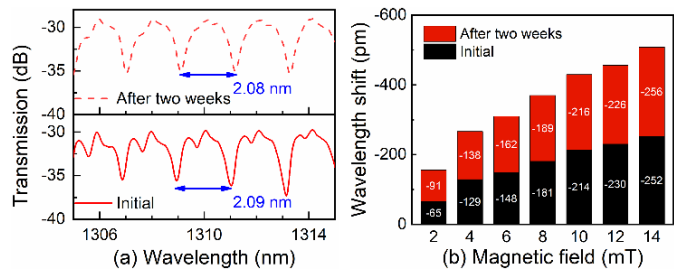 -30
-35
-40
After two weeks
2.08 nm
-30
-35
-40
Initial
2.09 nm
Transmission (dB)
1306 1310 1314
(a) Wavelength (nm)
-600
-400
-200
0
Wavelength shift (pm)
After two weeks
Initial
-91 -138 -162 -189 -216 -226 -256
-65 -129 -148 -181 -214 -230 -252
2 4 6 8 10 12 14
(b) Magnetic field (mT)